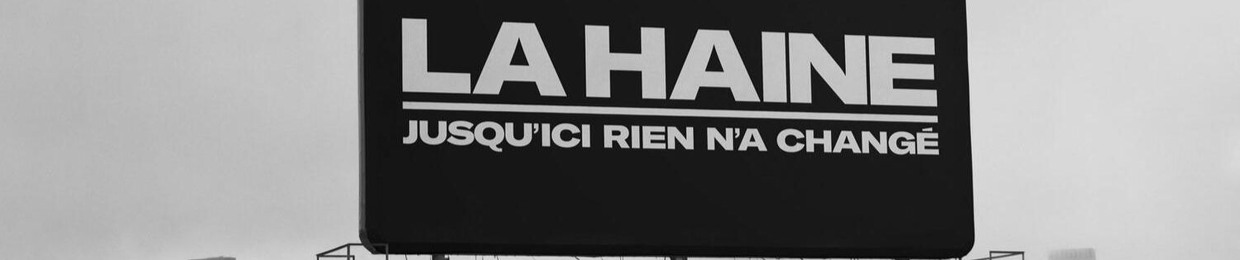 LA HAINE
JUSQU'ICI RIEN N'A CHANGÉ